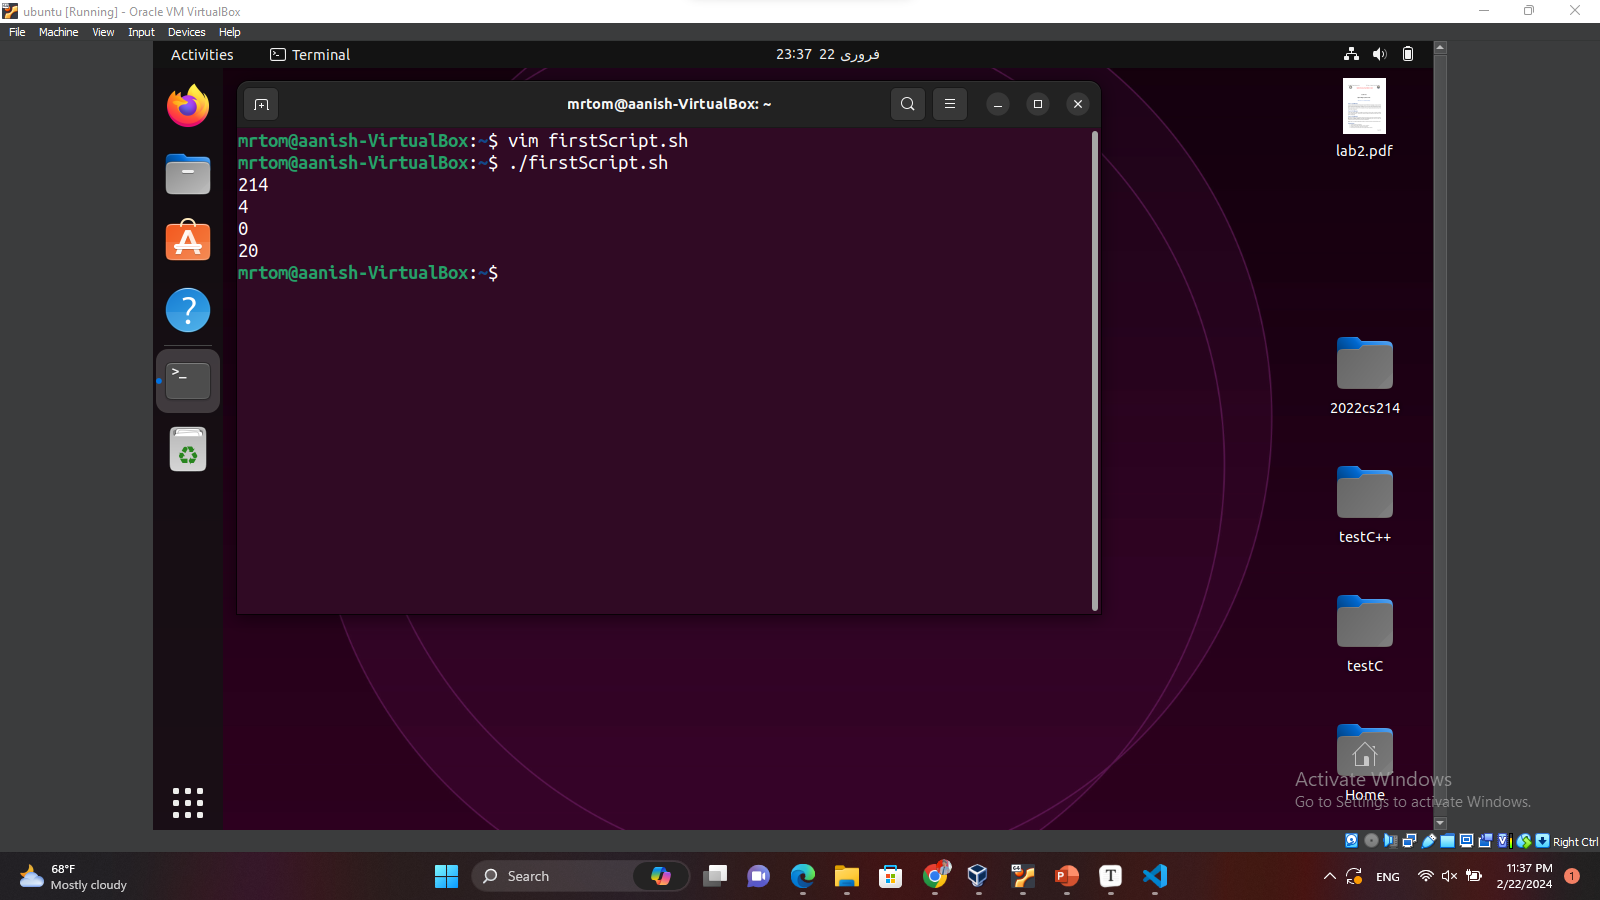 ubuntu [Running] - Oracle VM VirtualBox
File Machine View Input Devices Help
Activities Terminal 23:37 22 فروری
mrtom@aanish-VirtualBox: ~
mrtom@aanish-VirtualBox:~$ vim firstScript.sh
mrtom@aanish-VirtualBox:~$ ./firstScript.sh
214
4
0
20
mrtom@aanish-VirtualBox:~$
lab2.pdf
2022cs214
testC++
testC
Home
Activate Windows
Go to Settings to activate Windows.
Right Ctrl
68°F
Mostly cloudy
Search
ENG
11:37 PM
2/22/2024
1